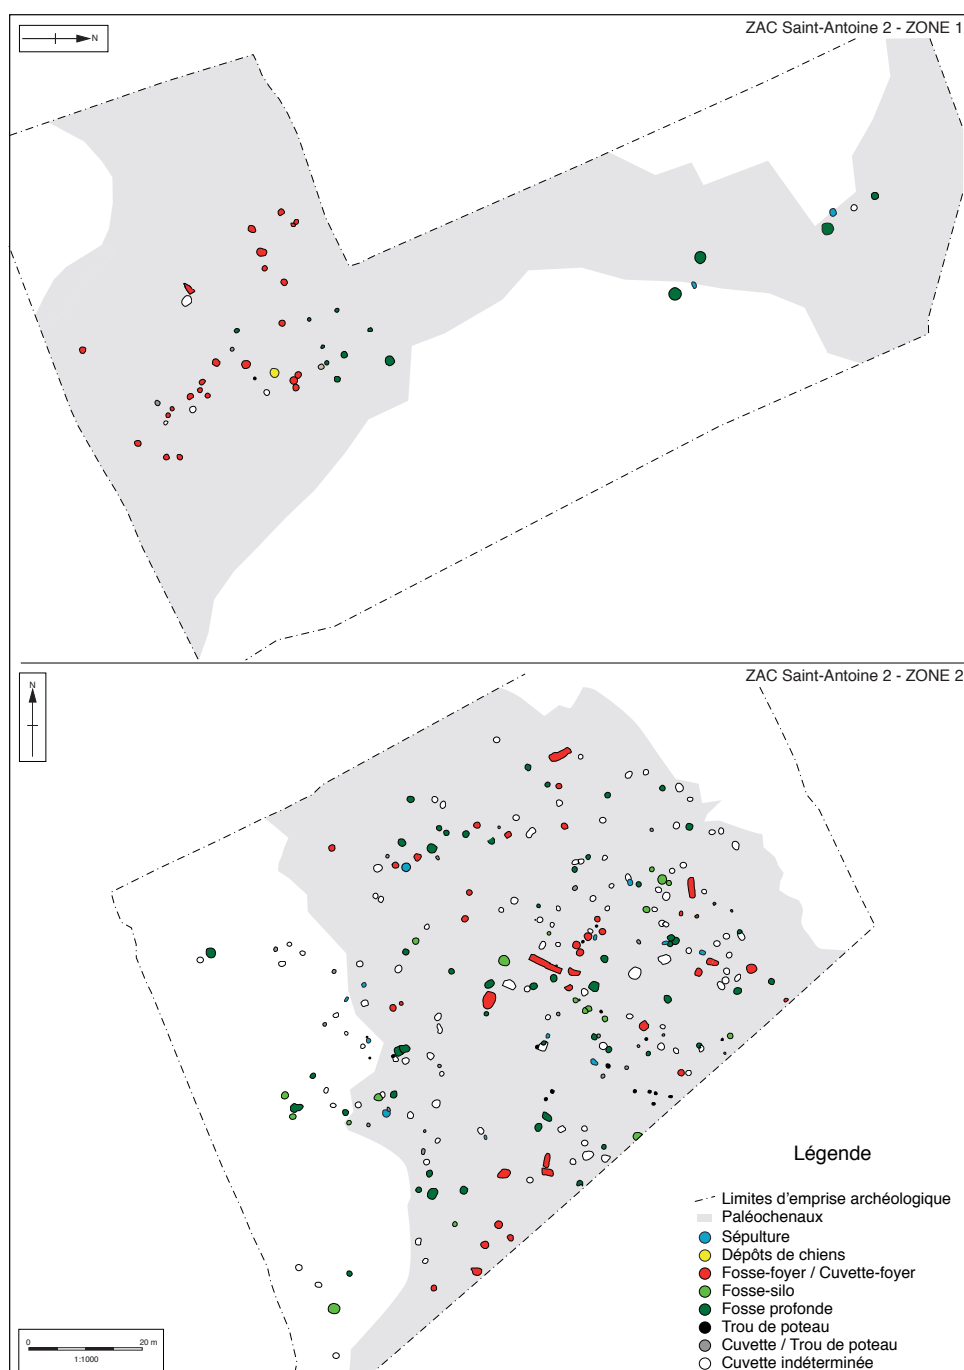 ZAC Saint-Antoine 2 - ZONE 1
N
ZAC Saint-Antoine 2 - ZONE 2
N
Légende
Limites d'emprise archéologique
Paléochenaux
Sépulture
Dépôts de chiens
Fosse-foyer / Cuvette-foyer
Fosse-silo
Fosse profonde
Trou de poteau
Cuvette / Trou de poteau
Cuvette indéterminée
0 20 m
1:1000